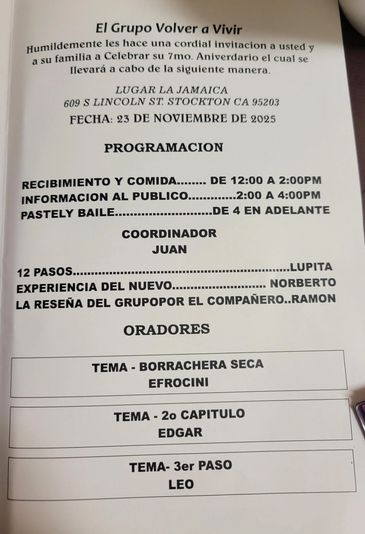 El Grupo Volver a Vivir
Humildemente les hace una cordial invitacion a usted y
a su familia a Celebrar su 7mo. Aniverdario el cual se
llevará a cabo de la siguiente manera.
LUGAR LA JAMAICA
609 S LINCOLN ST. STOCKTON CA 95203
FECHA: 23 DE NOVIEMBRE DE 2025
PROGRAMACION
RECIBIMIENTO Y COMIDA........ DE 12:00 A 2:00PM
INFORMACION AL PUBLICO.............2:00 A 4:00PM
PASTELY BAILE..........................DE 4 EN ADELANTE
COORDINADOR
JUAN
12 PASOS..........................................................LUPITA
EXPERIENCIA DEL NUEVO......................... NORBERTO
LA RESEÑA DEL GRUPOPOR EL COMPAÑERO..RAMON
ORADORES
TEMA - BORRACHERA SECA
EFROCINI
TEMA - 2o CAPITULO
EDGAR
TEMA- 3er PASO
LEO